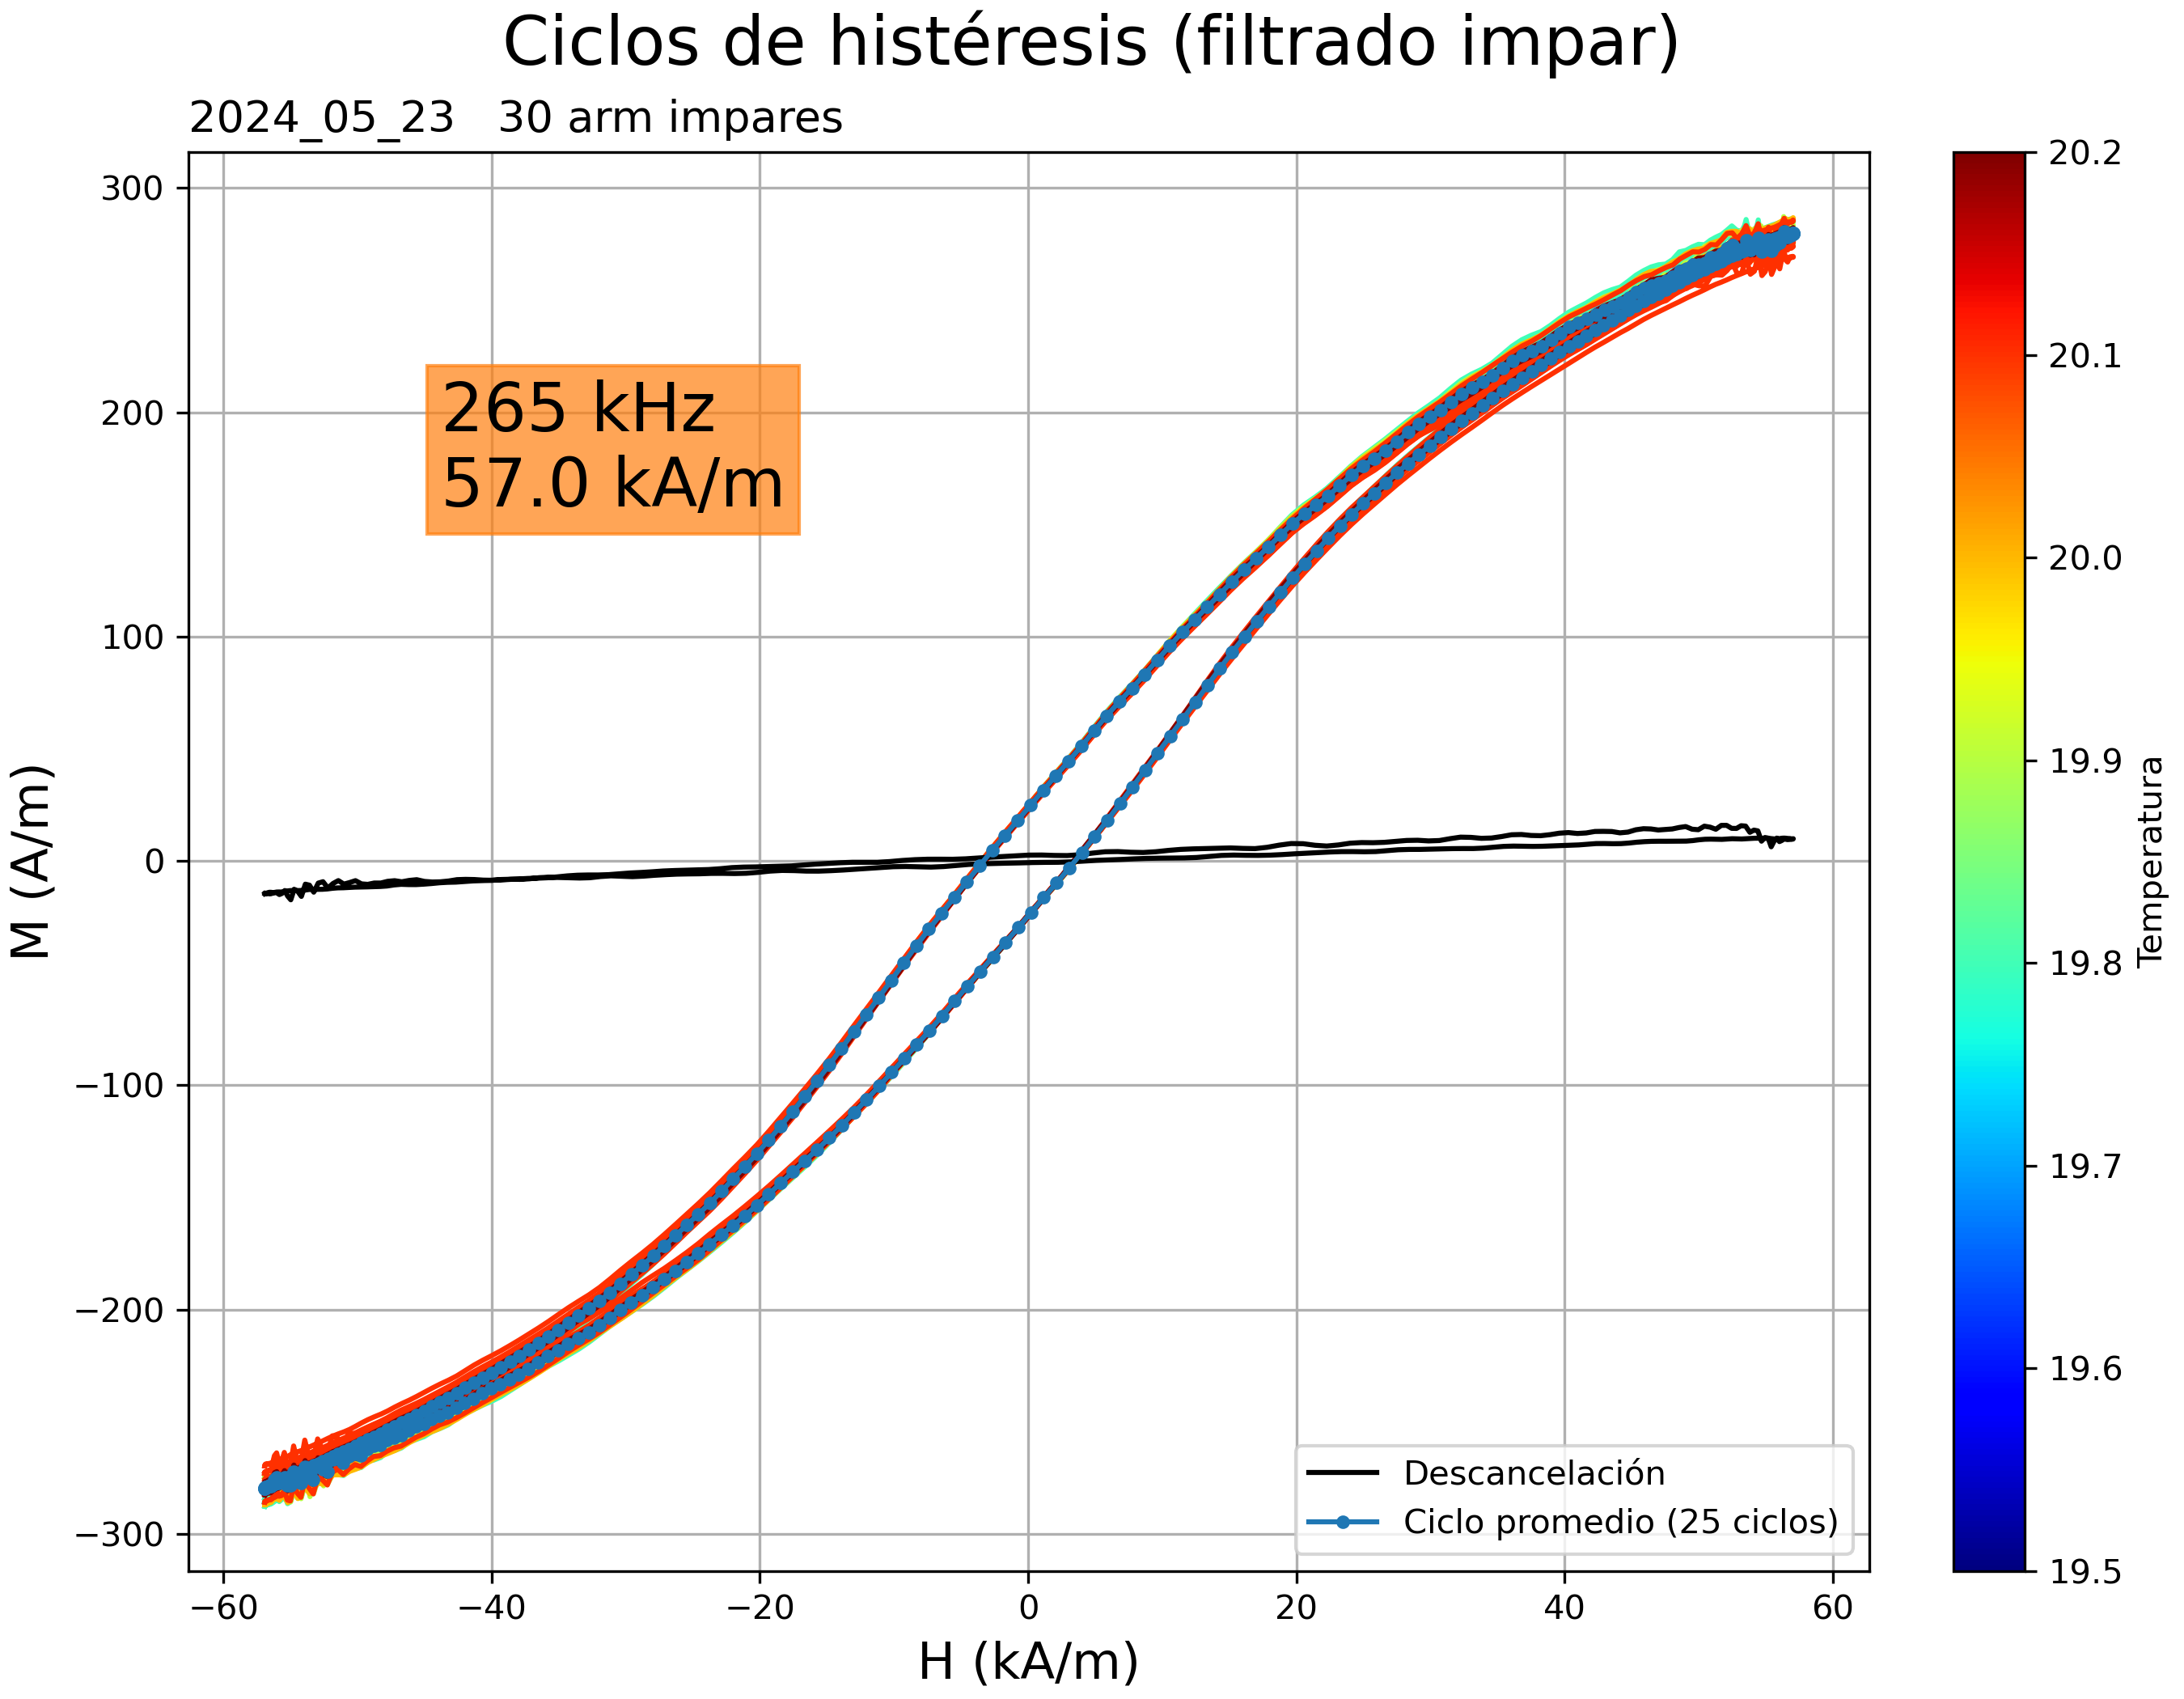 Ciclos de histéresis (filtrado impar)
2024_05_23   30 arm impares
300
200
100
0
−100
−200
−300
M (A/m)
265 kHz
57.0 kA/m
Descancelación
Ciclo promedio (25 ciclos)
−60 −40 −20 0 20 40 60
H (kA/m)
20.2
20.1
20.0
19.9
19.8
19.7
19.6
19.5
Temperatura